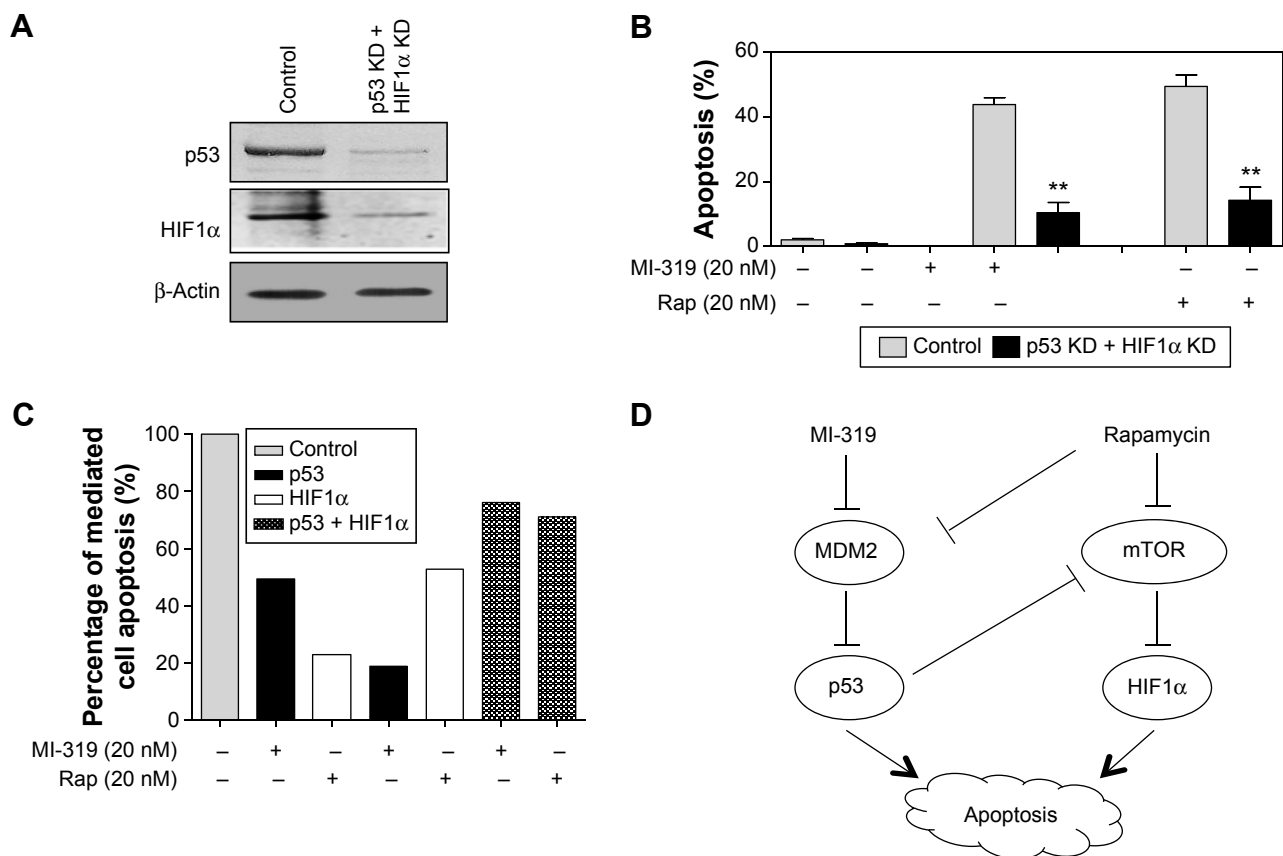 A
Control
p53 KD +
HIF1α KD
p53
HIF1α
β-Actin
B
Apoptosis (%)
60
40
20
0
MI-319 (20 nM) – – + + – – –
Rap (20 nM) – – – – + +
** **
Control p53 KD + HIF1α KD
C
Percentage of mediated
cell apoptosis (%)
100
80
60
40
20
0
Control
p53
HIF1α
p53 + HIF1α
MI-319 (20 nM) – + – + – + –
Rap (20 nM) – – + – + – +
D
MI-319 Rapamycin
MDM2 mTOR
p53 HIF1α
Apoptosis